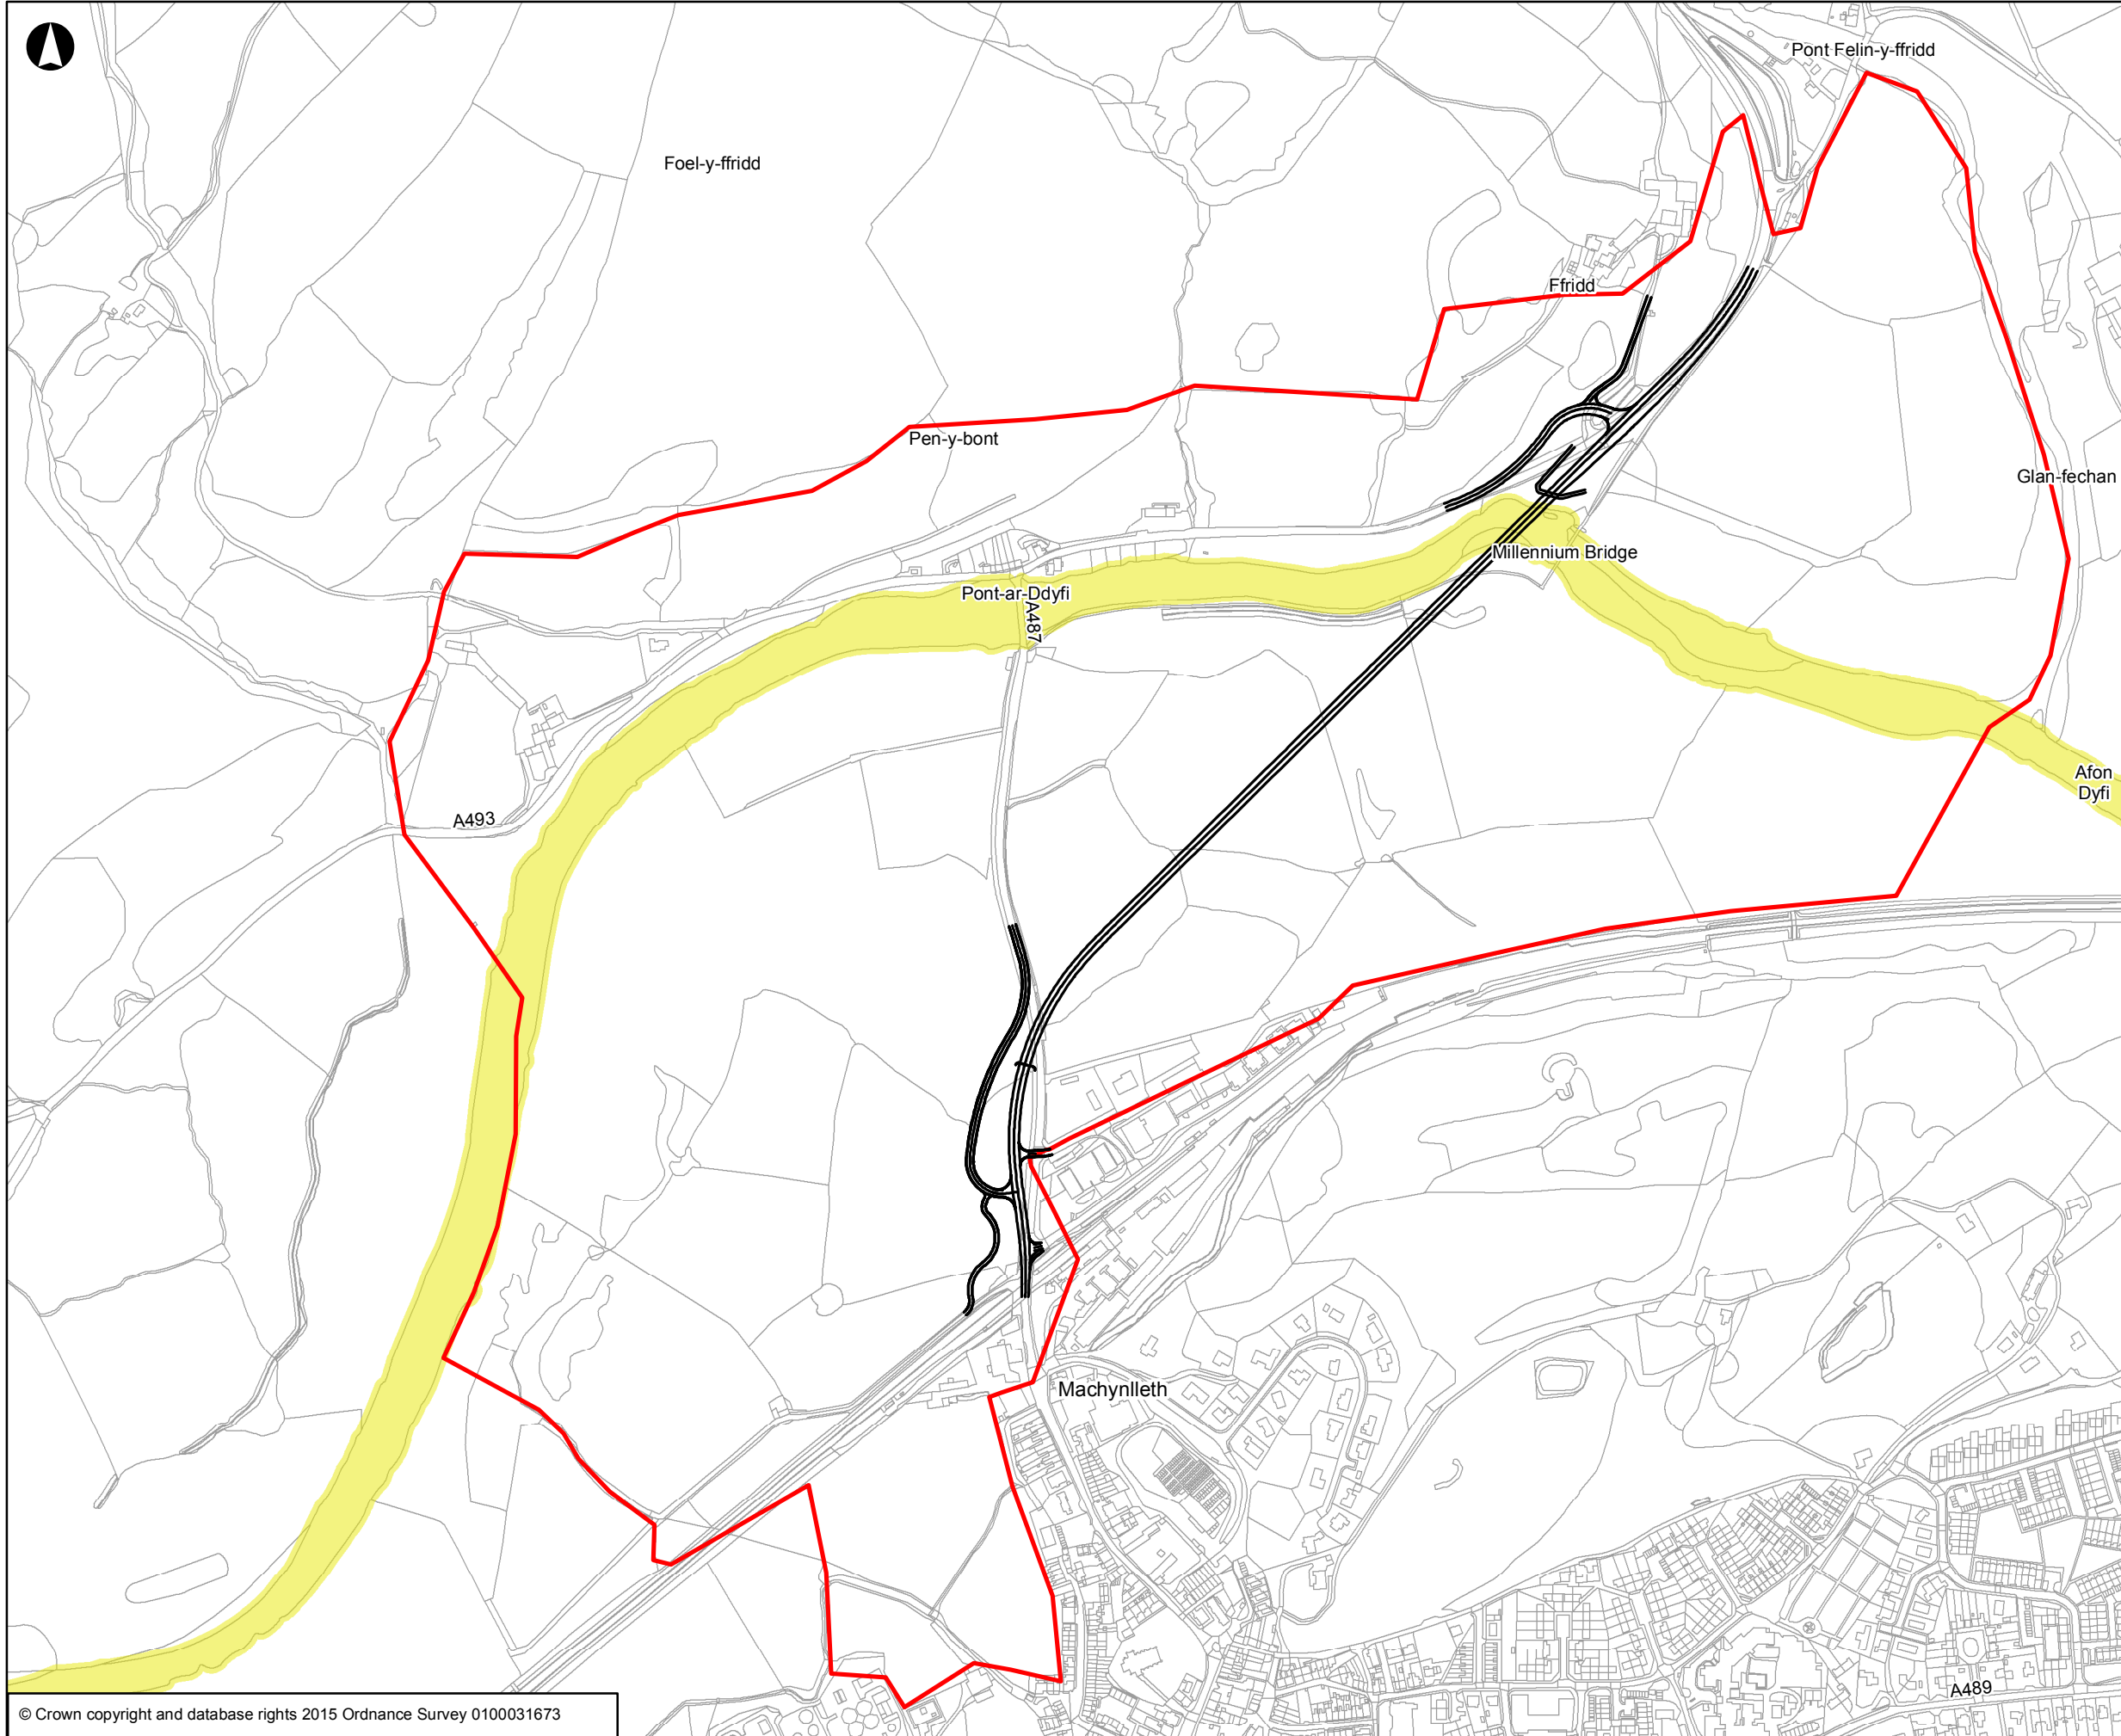 Pont Felin-y-ffridd
Foel-y-ffridd
Ffridd
Pen-y-bont
Glan-fechan
Millennium Bridge
Pont-ar-Ddyfi
A487
Afon
Dyfi
A493
Machynlleth
A489
© Crown copyright and database rights 2015 Ordnance Survey 0100031673